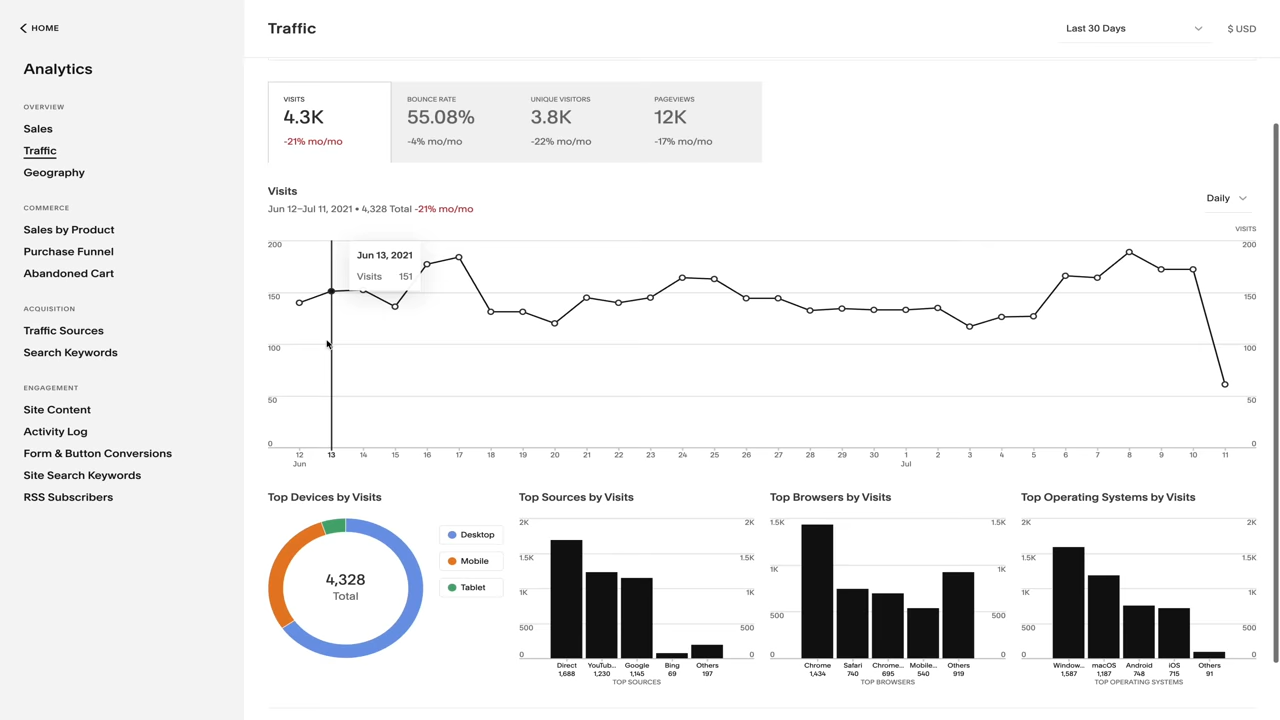 HOME
Analytics
OVERVIEW
Sales
Traffic
Geography
COMMERCE
Sales by Product
Purchase Funnel
Abandoned Cart
ACQUISITION
Traffic Sources
Search Keywords
ENGAGEMENT
Site Content
Activity Log
Form & Button Conversions
Site Search Keywords
RSS Subscribers
Traffic
Last 30 Days
$ USD
VISITS
4.3K
-21% mo/mo
BOUNCE RATE
55.08%
-4% mo/mo
UNIQUE VISITORS
3.8K
-22% mo/mo
PAGEVIEWS
12K
-17% mo/mo
Visits
Jun 12–Jul 11, 2021 • 4,328 Total -21% mo/mo
Daily
VISITS
200 200
Jun 13, 2021
Visits 151
150 150
100 100
50 50
0 0
12 13 14 15 16 17 18 19 20 21 22 23 24 25 26 27 28 29 30 1 2 3 4 5 6 7 8 9 10 11
Jun Jul
Top Devices by Visits
4,328
Total
Desktop
Mobile
Tablet
Top Sources by Visits
2K 2K
1.5K 1.5K
1K 1K
500 500
0 0
Direct YouTub... Google Bing Others
1,688 1,230 1,145 69 197
TOP SOURCES
Top Browsers by Visits
1.5K 1.5K
1K 1K
500 500
0 0
Chrome Safari Chrome... Mobile... Others
1,434 740 695 540 919
TOP BROWSERS
Top Operating Systems by Visits
2K 2K
1.5K 1.5K
1K 1K
500 500
0 0
Window... macOS Android iOS Others
1,587 1,187 748 715 91
TOP OPERATING SYSTEMS